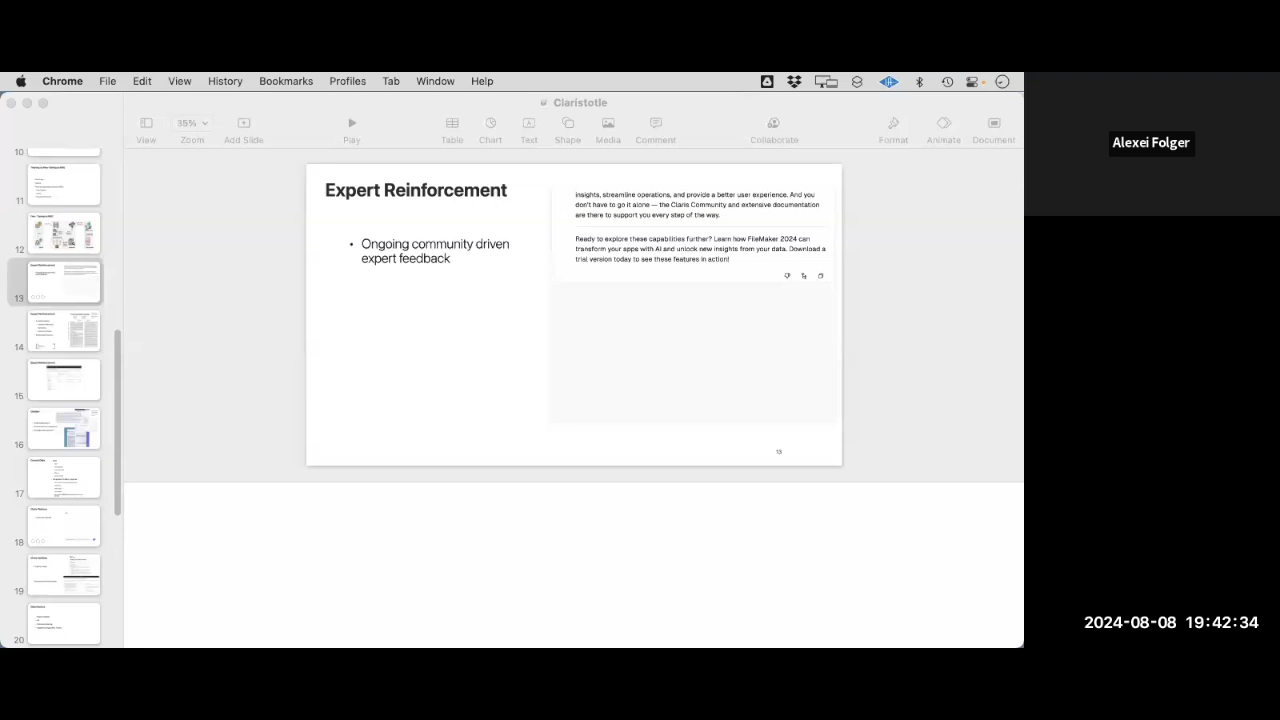 Chrome File Edit View History Bookmarks Profiles Tab Window Help
Claristotle
35%
View Zoom Add Slide Play Table Chart Text Shape Media Comment Collaborate Format Animate Document
Alexei Folger
10
11
12
13
14
15
16
17
18
19
20
Expert Reinforcement
• Ongoing community driven
expert feedback
insights, streamline operations, and provide a better user experience. And you
don't have to go it alone — the Claris Community and extensive documentation
are there to support you every step of the way.
Ready to explore these capabilities further? Learn how FileMaker 2024 can
transform your apps with AI and unlock new insights from your data. Download a
trial version today to see these features in action!
13
2024-08-08 19:42:34